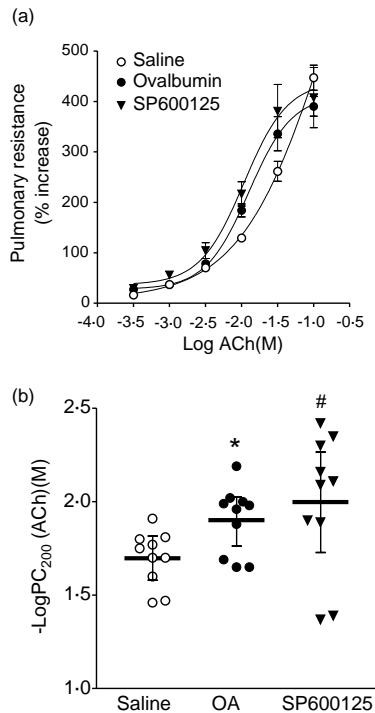 (a)
500
400
300
200
100
0
Pulmonary resistance
(% increase)
Saline
Ovalbumin
SP600125
-4·0 -3·5 -3·0 -2·5 -2·0 -1·5 -1·0 -0·5
Log ACh(M)
(b)
2·5
2·0
1·5
1·0
-LogPC200 (ACh)(M)
*
#
Saline OA SP600125